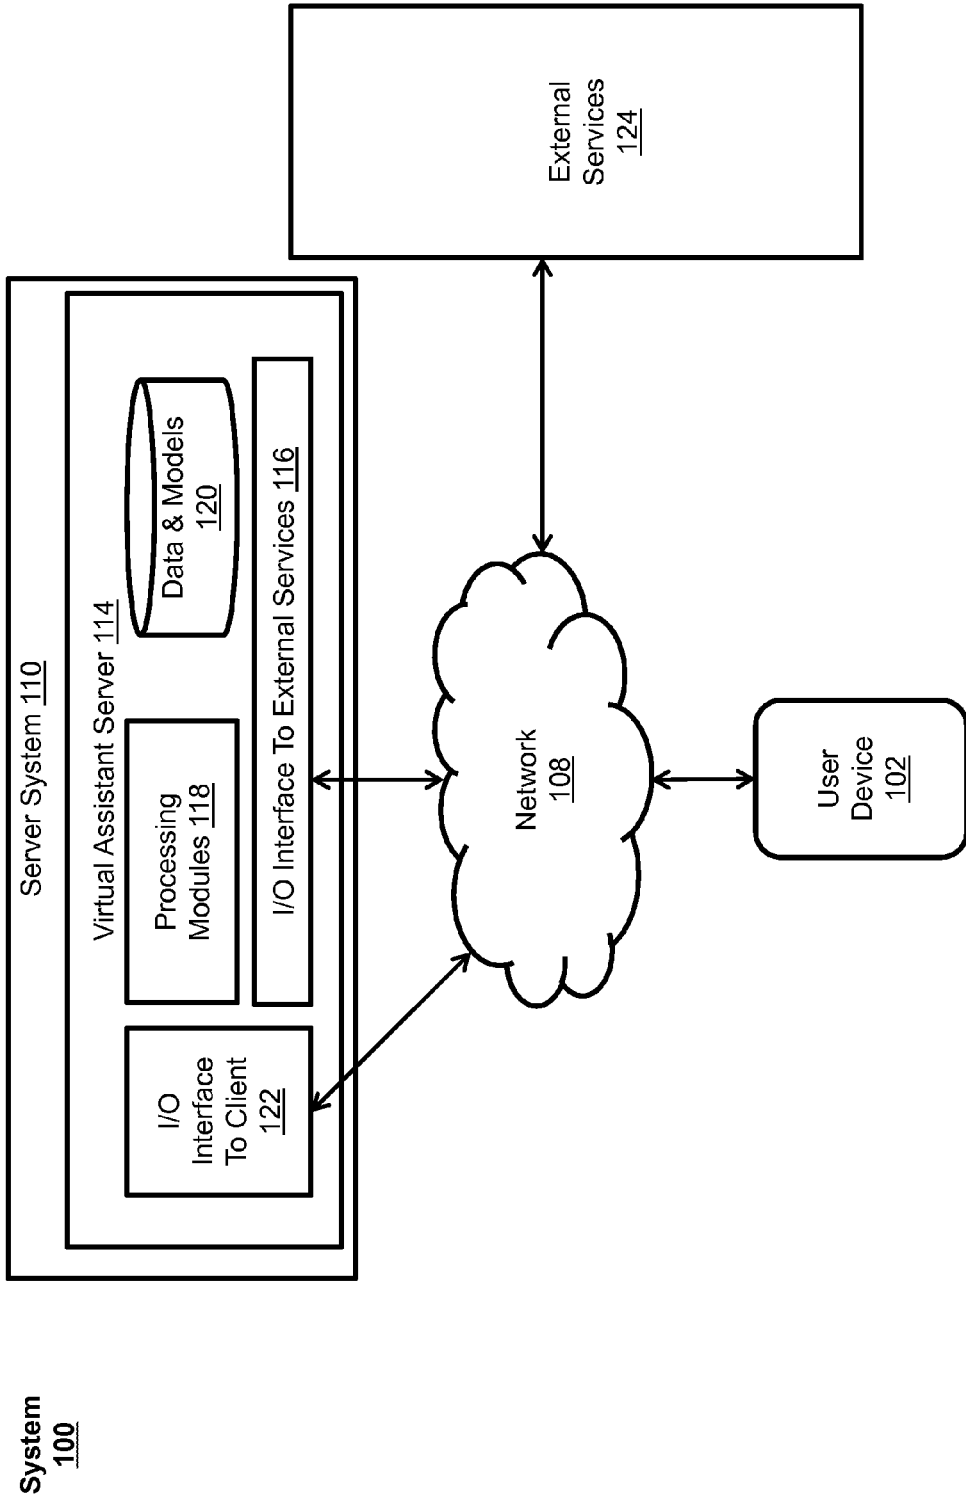 System
100
Server System 110
Virtual Assistant Server 114
I/O
Interface
To Client
122
Processing
Modules 118
Data & Models
120
I/O Interface To External Services 116
Network
108
External
Services
124
User
Device
102